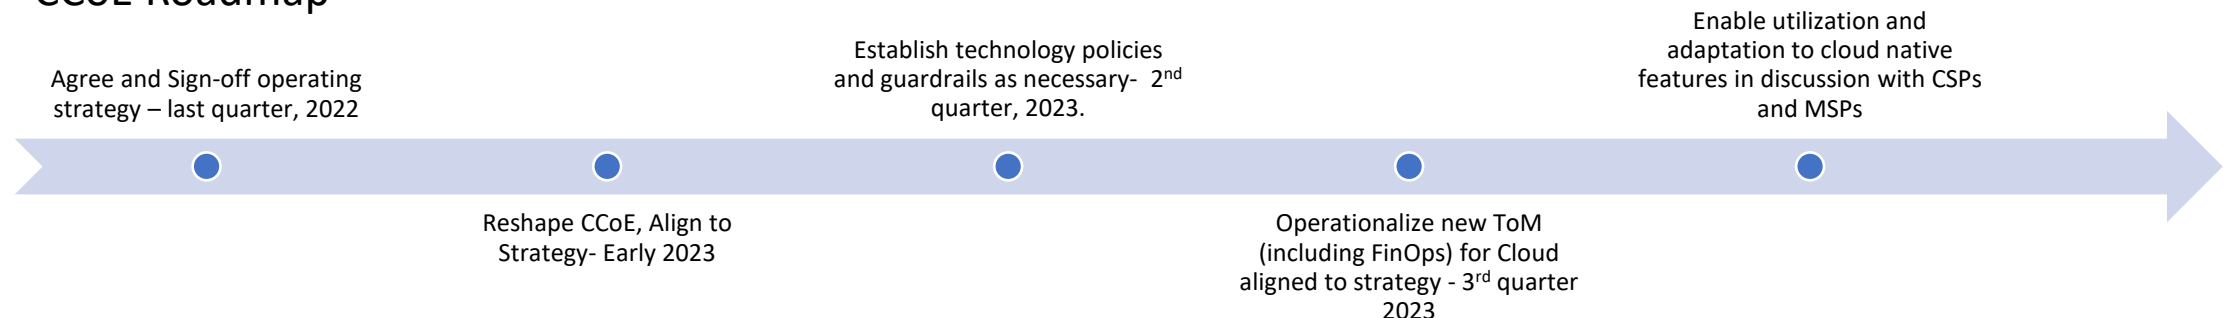 CCoE Roadmap
Agree and Sign-off operating
strategy – last quarter, 2022
Reshape CCoE, Align to
Strategy- Early 2023
Establish technology policies
and guardrails as necessary-  2nd
quarter, 2023.
Operationalize new ToM
(including FinOps) for Cloud
aligned to strategy - 3rd quarter
2023
Enable utilization and
adaptation to cloud native
features in discussion with CSPs
and MSPs